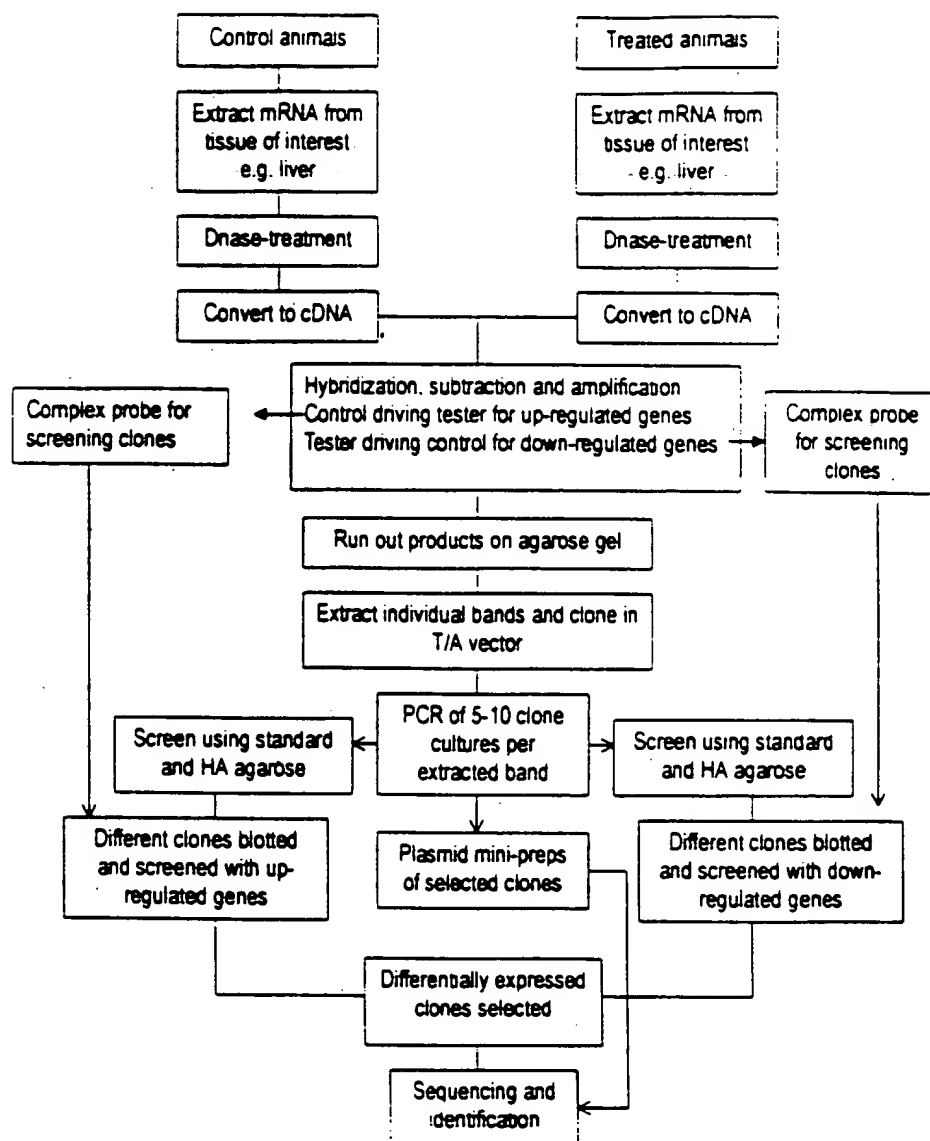 Control animals
Treated animals
Extract mRNA from
tissue of interest
e.g. liver
Extract mRNA from
tissue of interest
e.g. liver
Dnase-treatment
Dnase-treatment
Convert to cDNA
Convert to cDNA
Hybridization, subtraction and amplification
Control driving tester for up-regulated genes
Tester driving control for down-regulated genes
Complex probe for
screening clones
Complex probe
for screening
clones
Run out products on agarose gel
Extract individual bands and clone in
T/A vector
PCR of 5-10 clone
cultures per
extracted band
Screen using standard
and HA agarose
Screen using standard
and HA agarose
Different clones blotted
and screened with up-
regulated genes
Plasmid mini-preps
of selected clones
Different clones blotted
and screened with down-
regulated genes
Differentially expressed
clones selected
Sequencing and
identification